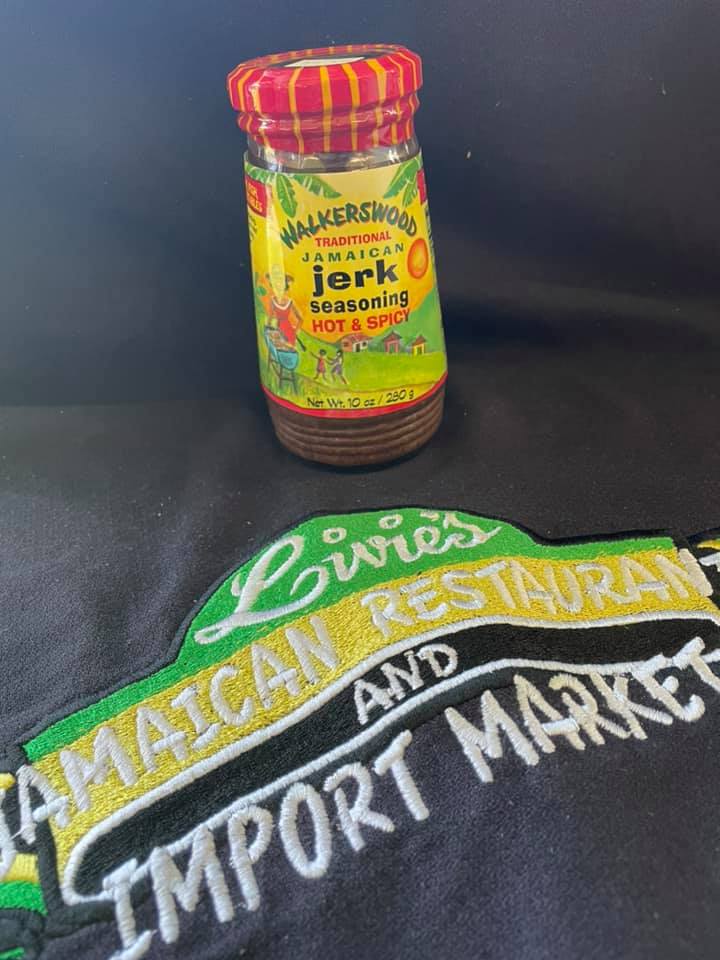 WALKERSWOOD
TRADITIONAL
JAMAICAN
jerk
seasoning
HOT & SPICY
Net Wt. 10 oz / 280 g
Livie's
JAMAICAN RESTAURANT
AND
IMPORT MARKET